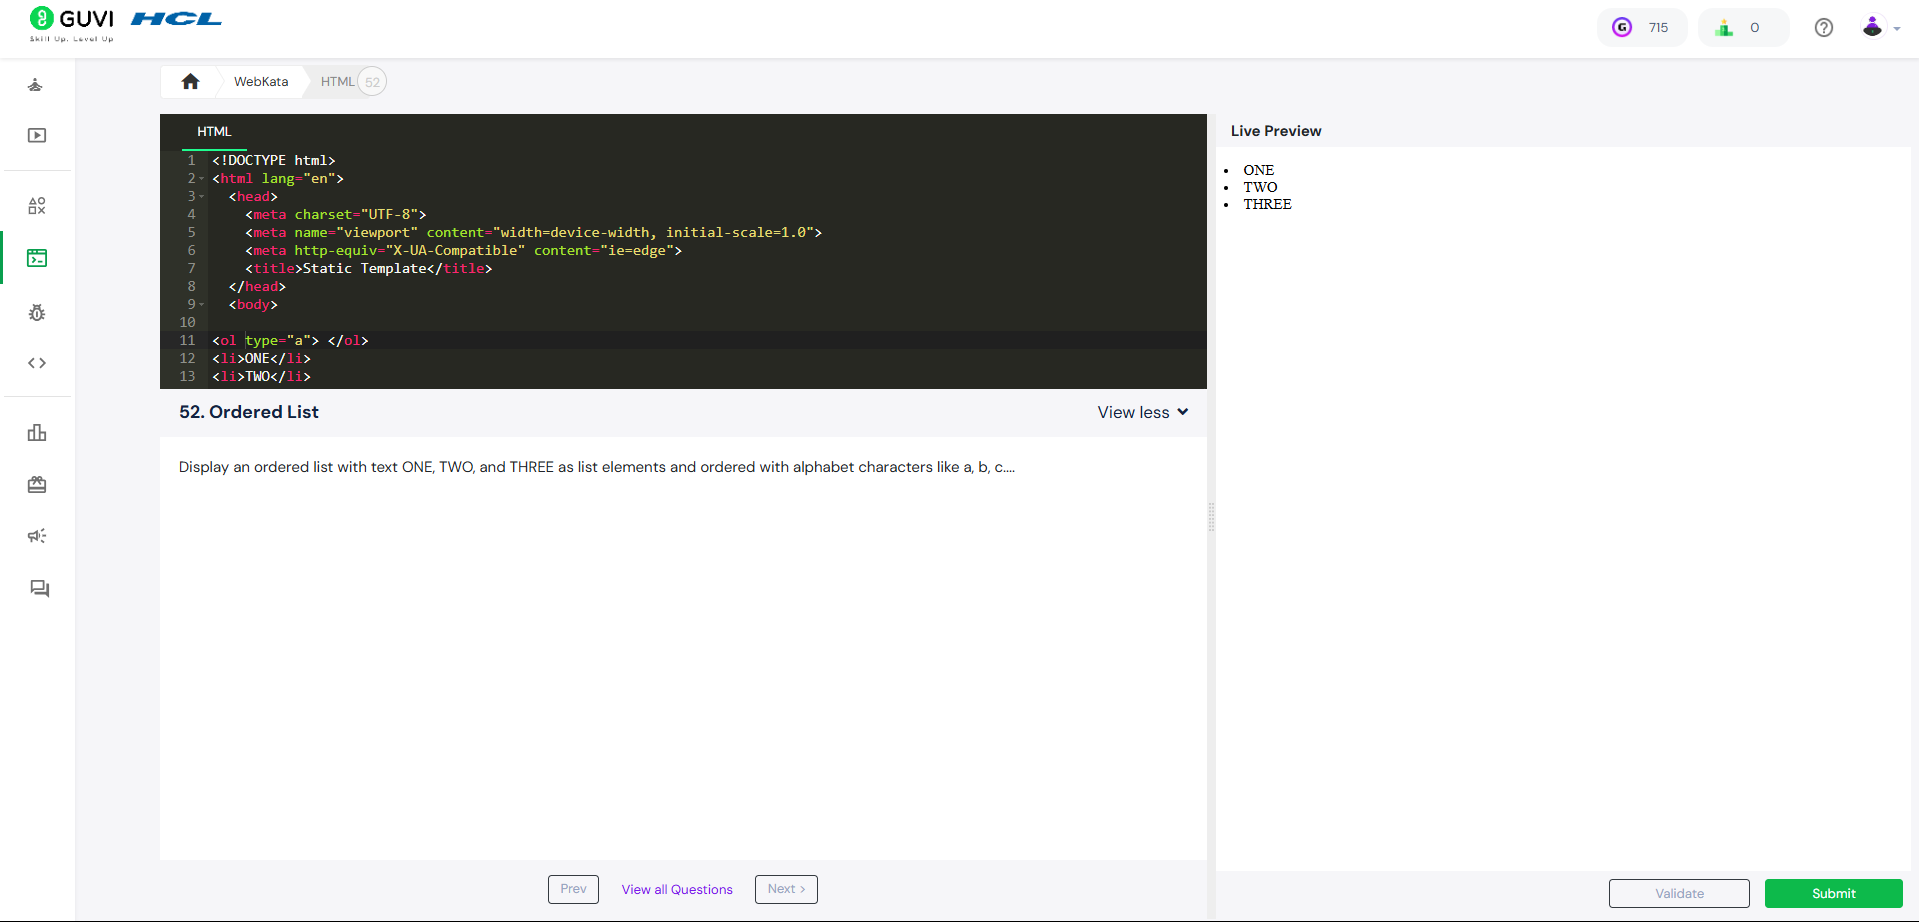 GUVI HCL
Skill Up. Level Up
715
0
WebKata
HTML
52
HTML
1 <!DOCTYPE html>
2 <html lang="en">
3 <head>
4 <meta charset="UTF-8">
5 <meta name="viewport" content="width=device-width, initial-scale=1.0">
6 <meta http-equiv="X-UA-Compatible" content="ie=edge">
7 <title>Static Template</title>
8 </head>
9 <body>
10
11 <ol type="a"> </ol>
12 <li>ONE</li>
13 <li>TWO</li>
52. Ordered List
View less
Display an ordered list with text ONE, TWO, and THREE as list elements and ordered with alphabet characters like a, b, c....
Prev
View all Questions
Next >
Live Preview
• ONE
• TWO
• THREE
Validate
Submit